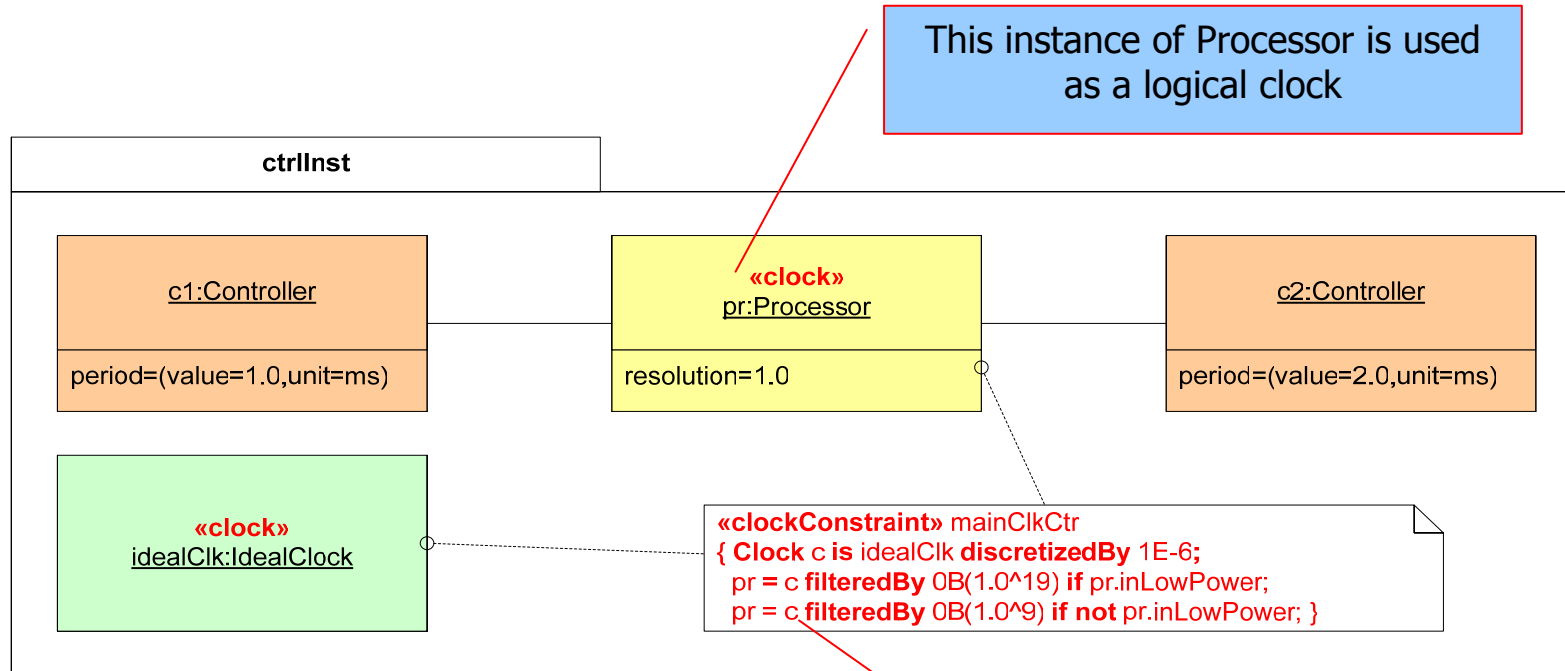 This instance of Processor is used
as a logical clock
ctrlInst
c1:Controller
period=(value=1.0,unit=ms)
«clock»
pr:Processor
resolution=1.0
c2:Controller
period=(value=2.0,unit=ms)
«clock»
idealClk:IdealClock
«clockConstraint» mainClkCtr
{ Clock c is idealClk discretizedBy 1E-6;
pr = c filteredBy 0B(1.0^19) if pr.inLowPower;
pr = c filteredBy 0B(1.0^9) if not pr.inLowPower; }